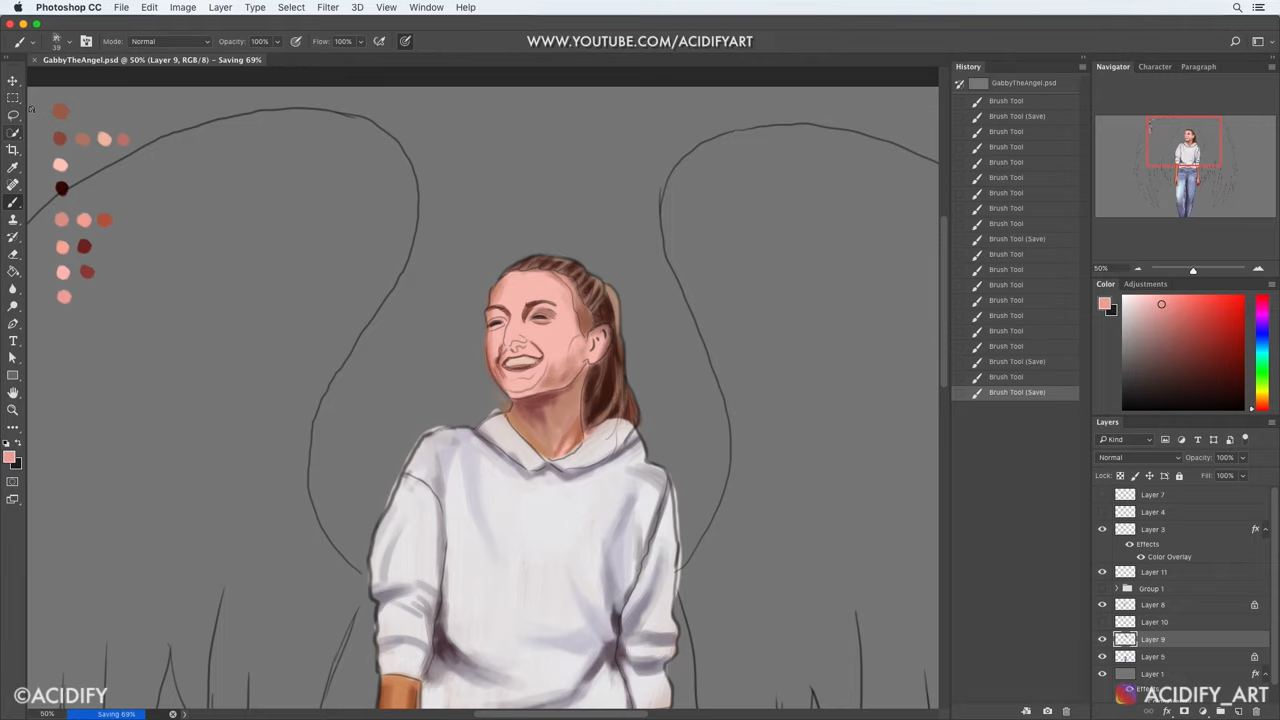 Photoshop CC File Edit Image Layer Type Select Filter 3D View Window Help
39 Mode: Normal Opacity: 100% Flow: 100%
WWW.YOUTUBE.COM/ACIDIFYART
GabbyTheAngel.psd @ 50% (Layer 9, RGB/8) - Saving 69%
History
GabbyTheAngel.psd
Brush Tool
Brush Tool (Save)
Brush Tool
Brush Tool
Brush Tool
Brush Tool
Brush Tool
Brush Tool
Brush Tool
Brush Tool (Save)
Brush Tool
Brush Tool
Brush Tool
Brush Tool
Brush Tool
Brush Tool
Brush Tool
Brush Tool (Save)
Brush Tool
Brush Tool (Save)
Navigator Character Paragraph
50%
Color Adjustments
Layers
Kind
Normal Opacity: 100%
Lock: Fill: 100%
Layer 7
Layer 4
Layer 3 fx
Effects
Color Overlay
Layer 11
Group 1
Layer 8
Layer 10
Layer 9
Layer 5
Layer 1 fx
Effects
©ACIDIFY
ACIDIFY_ART
50% Saving 69%
fx